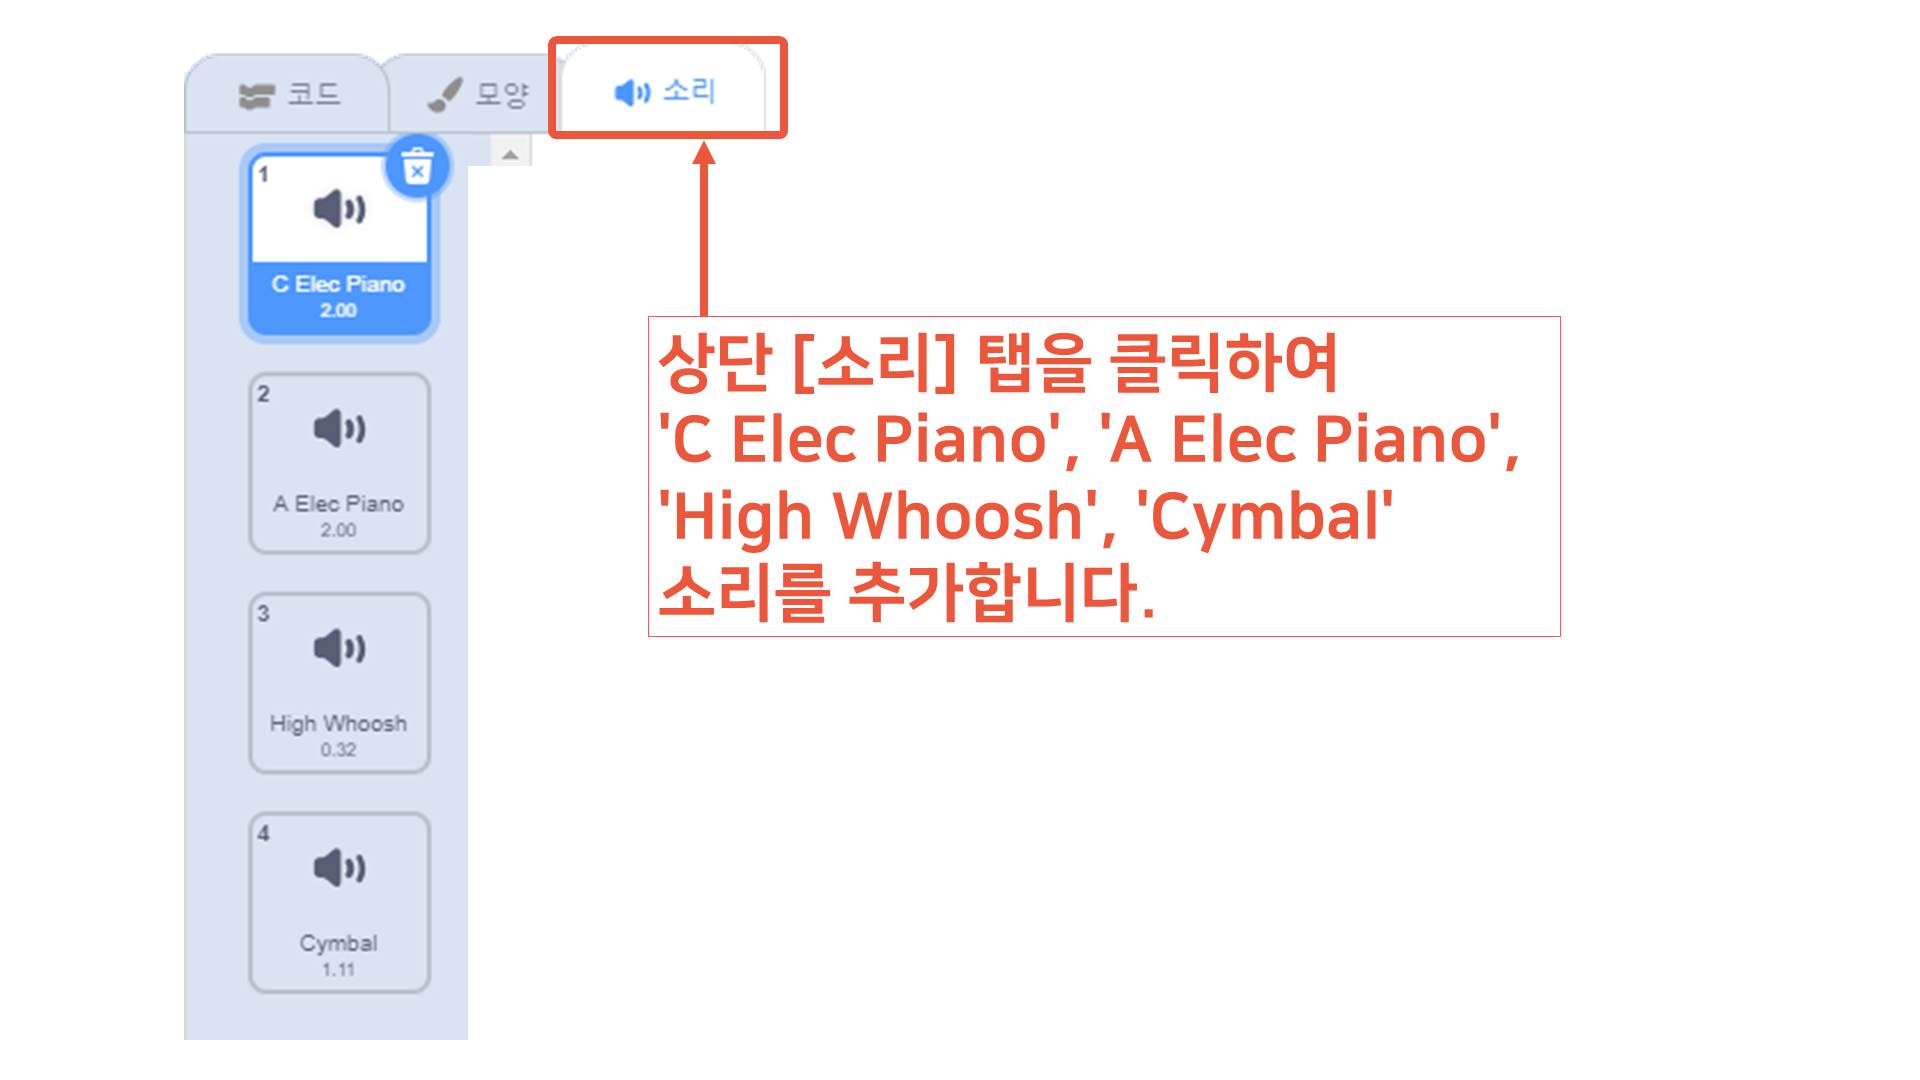 코드
모양
소리
1
C Elec Piano
2.00
2
A Elec Piano
2.00
3
High Whoosh
0.32
4
Cymbal
1.11
상단 [소리] 탭을 클릭하여
'C Elec Piano', 'A Elec Piano',
'High Whoosh', 'Cymbal'
소리를 추가합니다.